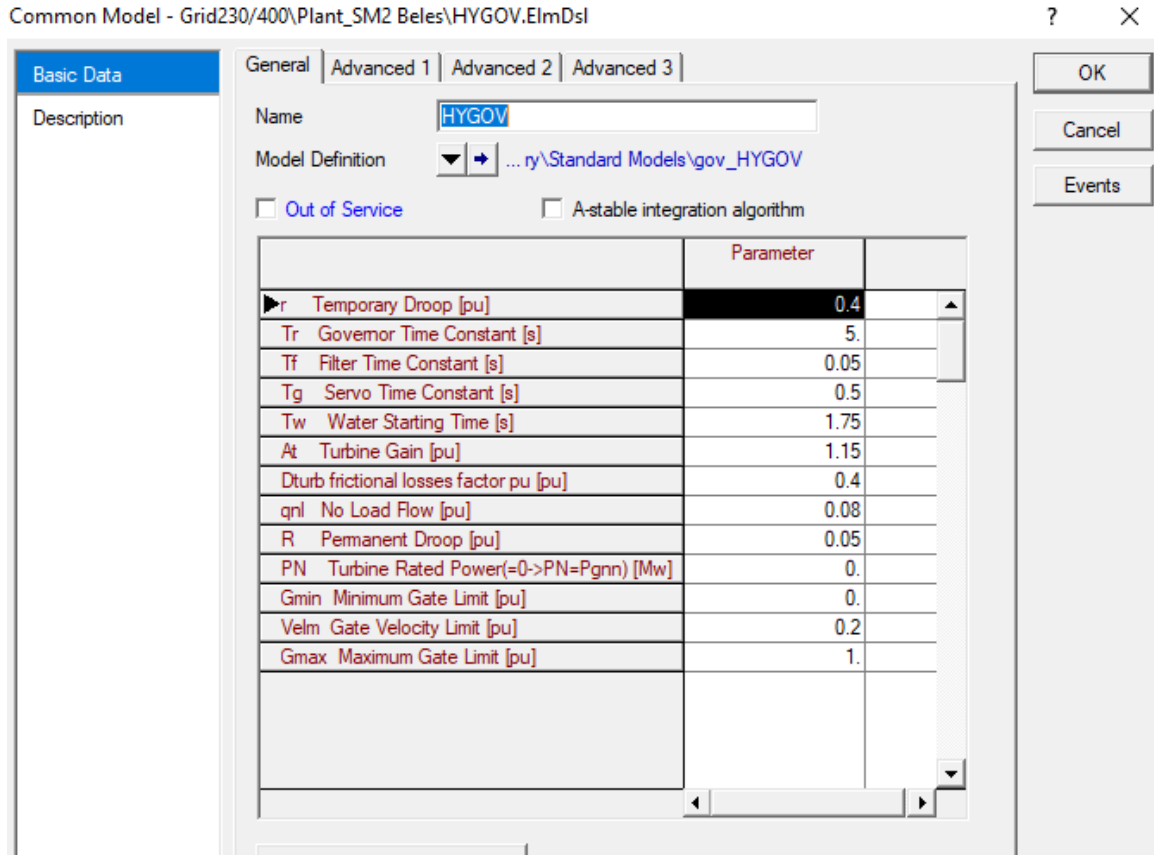 Common Model - Grid230/400\Plant_SM2 Beles\HYGOV.ElmDsl ? ×
Basic Data
Description
General Advanced 1 Advanced 2 Advanced 3
OK
Cancel
Events
Name HYGOV
Model Definition ... ry\Standard Models\gov_HYGOV
Out of Service A-stable integration algorithm
Parameter
r Temporary Droop [pu] 0.4
Tr Governor Time Constant [s] 5.
Tf Filter Time Constant [s] 0.05
Tg Servo Time Constant [s] 0.5
Tw Water Starting Time [s] 1.75
At Turbine Gain [pu] 1.15
Dturb frictional losses factor pu [pu] 0.4
qnl No Load Flow [pu] 0.08
R Permanent Droop [pu] 0.05
PN Turbine Rated Power(=0->PN=Pgnn) [Mw] 0.
Gmin Minimum Gate Limit [pu] 0.
Velm Gate Velocity Limit [pu] 0.2
Gmax Maximum Gate Limit [pu] 1.